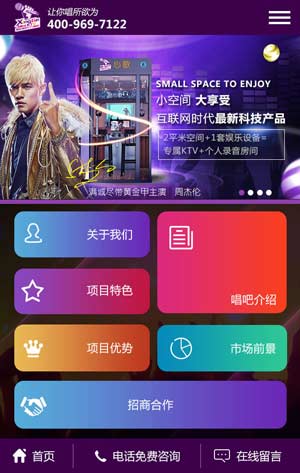 让你唱所欲为
400-969-7122
心歌
SMALL SPACE TO ENJOY
小空间 大享受
互联网时代最新科技产品
2平米空间+1套娱乐设备=
专属KTV+个人录音房间
满诚尽带黄金甲主演 周杰伦
关于我们
项目特色
唱吧介绍
项目优势
市场前景
招商合作
首页
电话免费咨询
在线留言